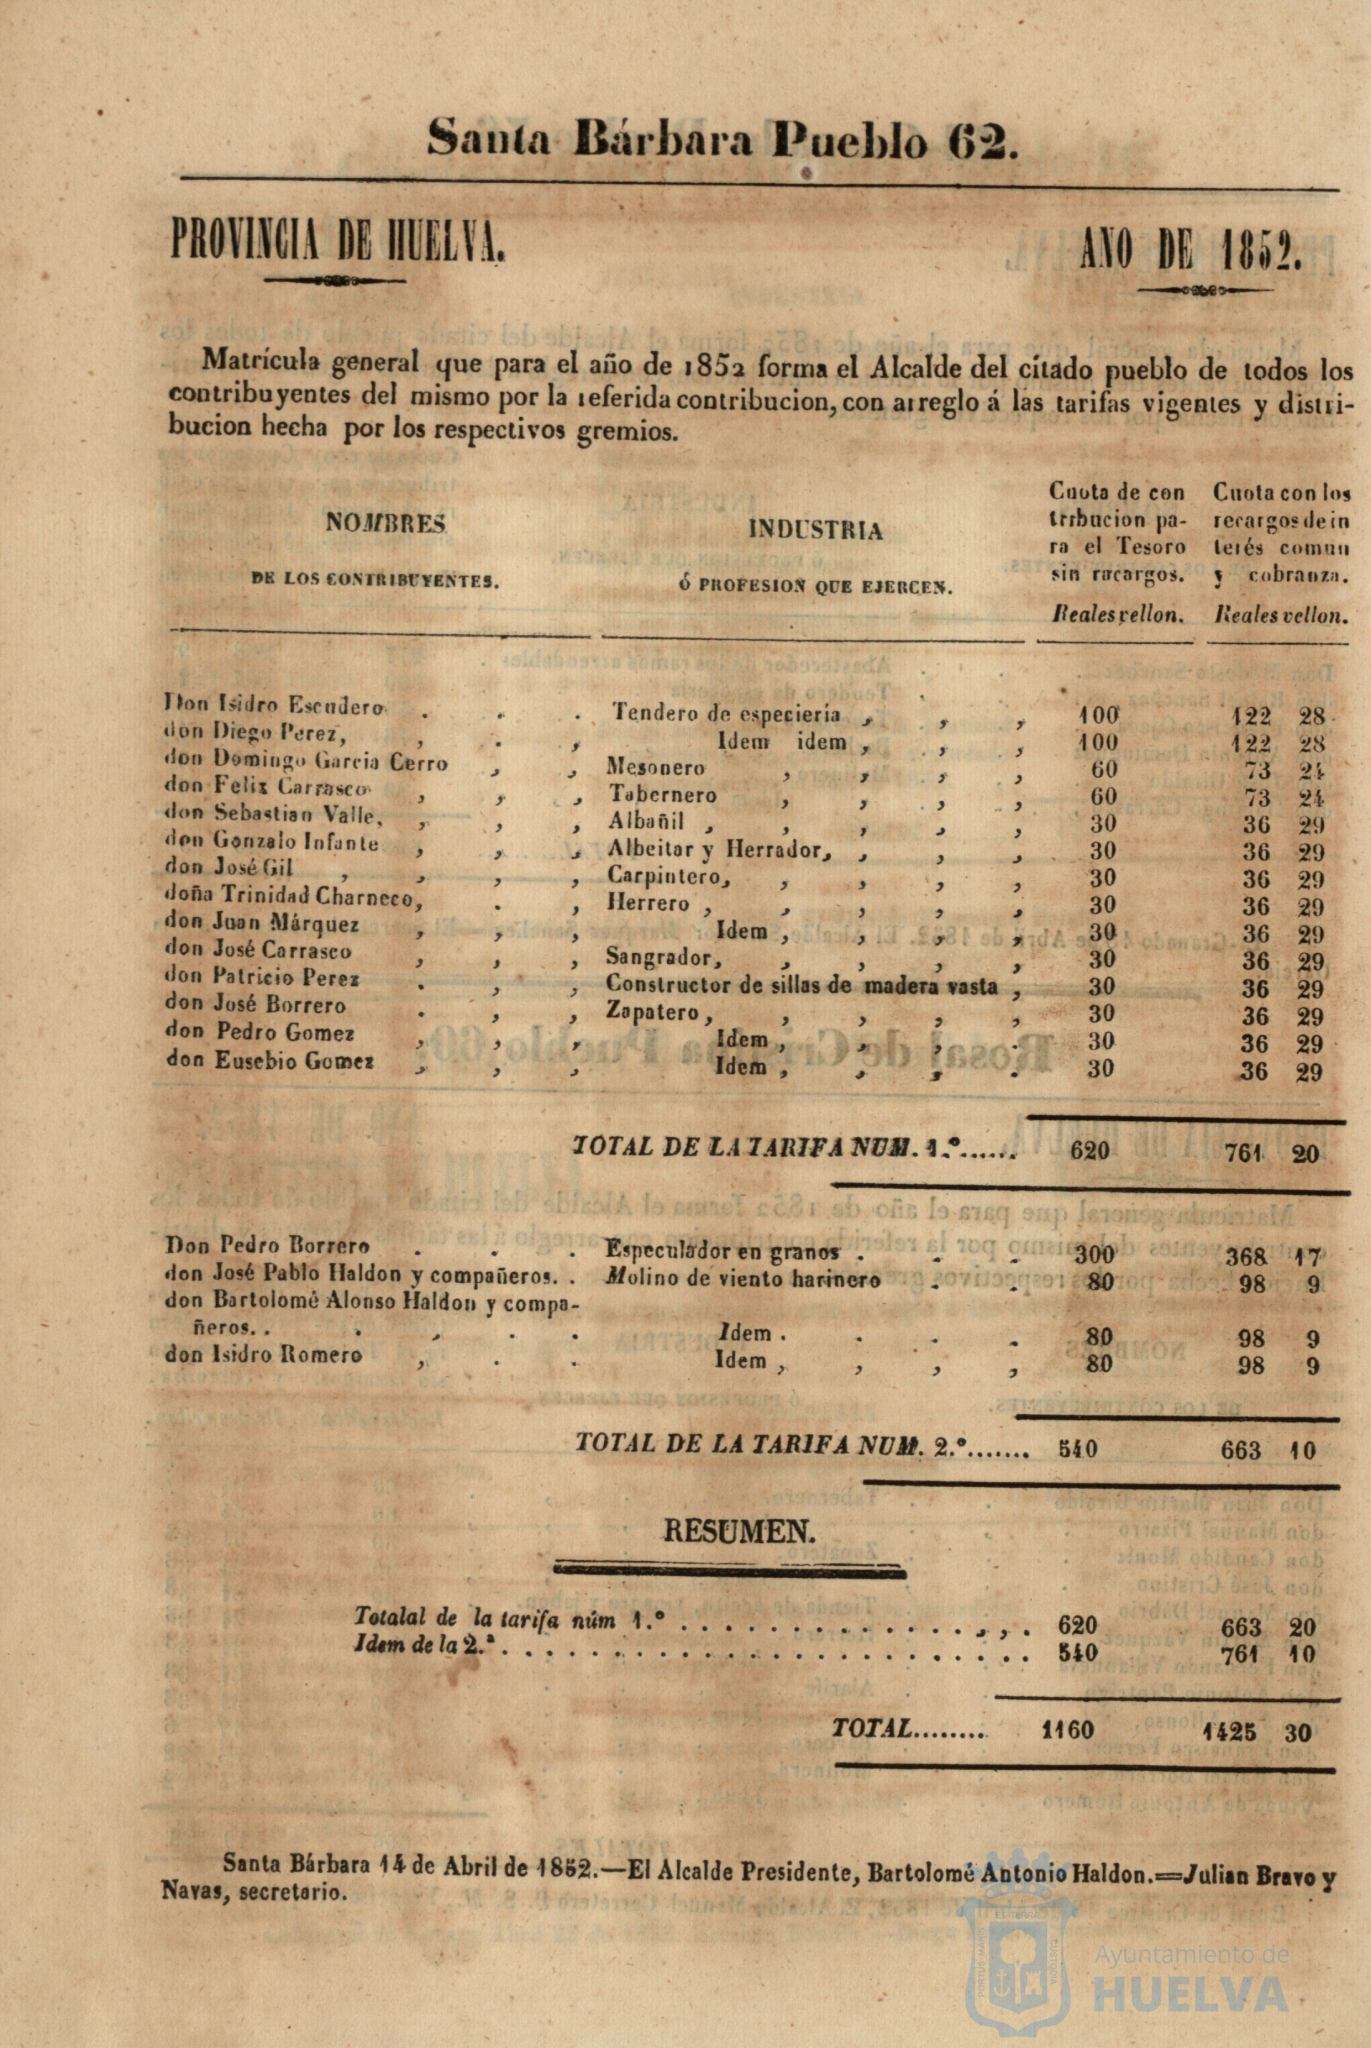 Santa Bárbara Pueblo 62.
PROVINCIA DE HUELVA. AÑO DE 1852.
Matrícula general que para el año de 1852 forma el Alcalde del citado pueblo de todos los
contribuyentes del mismo por la referida contribucion, con arreglo á las tarifas vigentes y distri-
bucion hecha por los respectivos gremios.
NOMBRES
DE LOS CONTRIBUYENTES.
INDUSTRIA
Ó PROFESION QUE EJERCEN.
Cuota de con
trrbucion pa-
ra el Tesoro
sin racargos.
Reales vellon.
Cuota con los
recargos de in
terés comun
y cobranza.
Reales vellon.
Don Isidro Escudero . . . Tendero de especiería , , , 100 122 28
don Diego Perez, , . , Idem idem , , , 100 122 28
don Domingo Garcia Cerro , , Mesonero , , , , 60 73 24
don Felix Carrasco , , , Tabernero , , , , 60 73 24
don Sebastian Valle, , , , Albañil , , , , , 30 36 29
don Gonzalo Infante , , , Albeitar y Herrador, , , , 30 36 29
don José Gil , , , , Carpintero, , , , , 30 36 29
doña Trinidad Charneco, . , Herrero , , , , , 30 36 29
don Juan Márquez , , , Idem , , , , 30 36 29
don José Carrasco , , , Sangrador, , , , , 30 36 29
don Patricio Perez . , , Constructor de sillas de madera vasta , 30 36 29
don José Borrero . , , Zapatero, , , , , 30 36 29
don Pedro Gomez , , , Idem , , , . 30 36 29
don Eusebio Gomez , , , Idem , , , . 30 36 29
TOTAL DE LA TARIFA NUM. 1.º...... 620 761 20
Don Pedro Borrero . . . Especulador en granos . . . 300 368 17
don José Pablo Haldon y compañeros. . Molino de viento harinero . . 80 98 9
don Bartolomé Alonso Haldon y compa-
ñeros. . . , . . Idem . . . . 80 98 9
don Isidro Romero , . . Idem , , , , 80 98 9
TOTAL DE LA TARIFA NUM. 2.º....... 540 663 10
RESUMEN.
Totalal de la tarifa núm 1.º . . . . . . . . . . . . . . , , . 620 663 20
Idem de la 2.ª . . . . . . . . . . . . . . . . . . . . . . . . 540 761 10
TOTAL........ 1160 1425 30
Santa Bárbara 14 de Abril de 1852.—El Alcalde Presidente, Bartolomé Antonio Haldon.=Julian Bravo y
Navas, secretario.
Ayuntamiento de
HUELVA